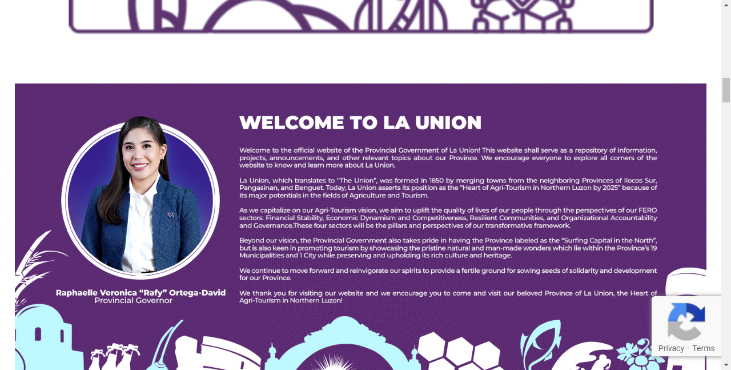 WELCOME TO LA UNION
Welcome to the official website of the Provincial Government of La Union! This website shall serve as a repository of information,
projects, announcements, and other relevant topics about our Province. We encourage everyone to explore all corners of the
website to know and learn more about La Union.
La Union, which translates to "The Union", was formed in 1850 by merging towns from the neighboring Provinces of Ilocos Sur,
Pangasinan, and Benguet. Today, La Union asserts its position as the "Heart of Agri-Tourism in Northern Luzon by 2025" because of
its major potentials in the fields of Agriculture and Tourism.
As we capitalize on our Agri-Tourism vision, we aim to uplift the quality of lives of our people through the perspectives of our FERO
sectors: Financial Stability, Economic Dynamism and Competitiveness, Resilient Communities, and Organizational Accountability
and Governance.These four sectors will be the pillars and perspectives of our transformative framework.
Beyond our vision, the Provincial Government also takes pride in having the Province labeled as the "Surfing Capital in the North",
but is also keen in promoting tourism by showcasing the pristine natural and man-made wonders which lie within the Province's 19
Municipalities and 1 City while preserving and upholding its rich culture and heritage.
We continue to move forward and reinvigorate our spirits to provide a fertile ground for sowing seeds of solidarity and development
for our Province.
We thank you for visiting our website and we encourage you to come and visit our beloved Province of La Union, the Heart of
Agri-Tourism in Northern Luzon!
Raphaelle Veronica "Rafy" Ortega-David
Provincial Governor
Privacy - Terms